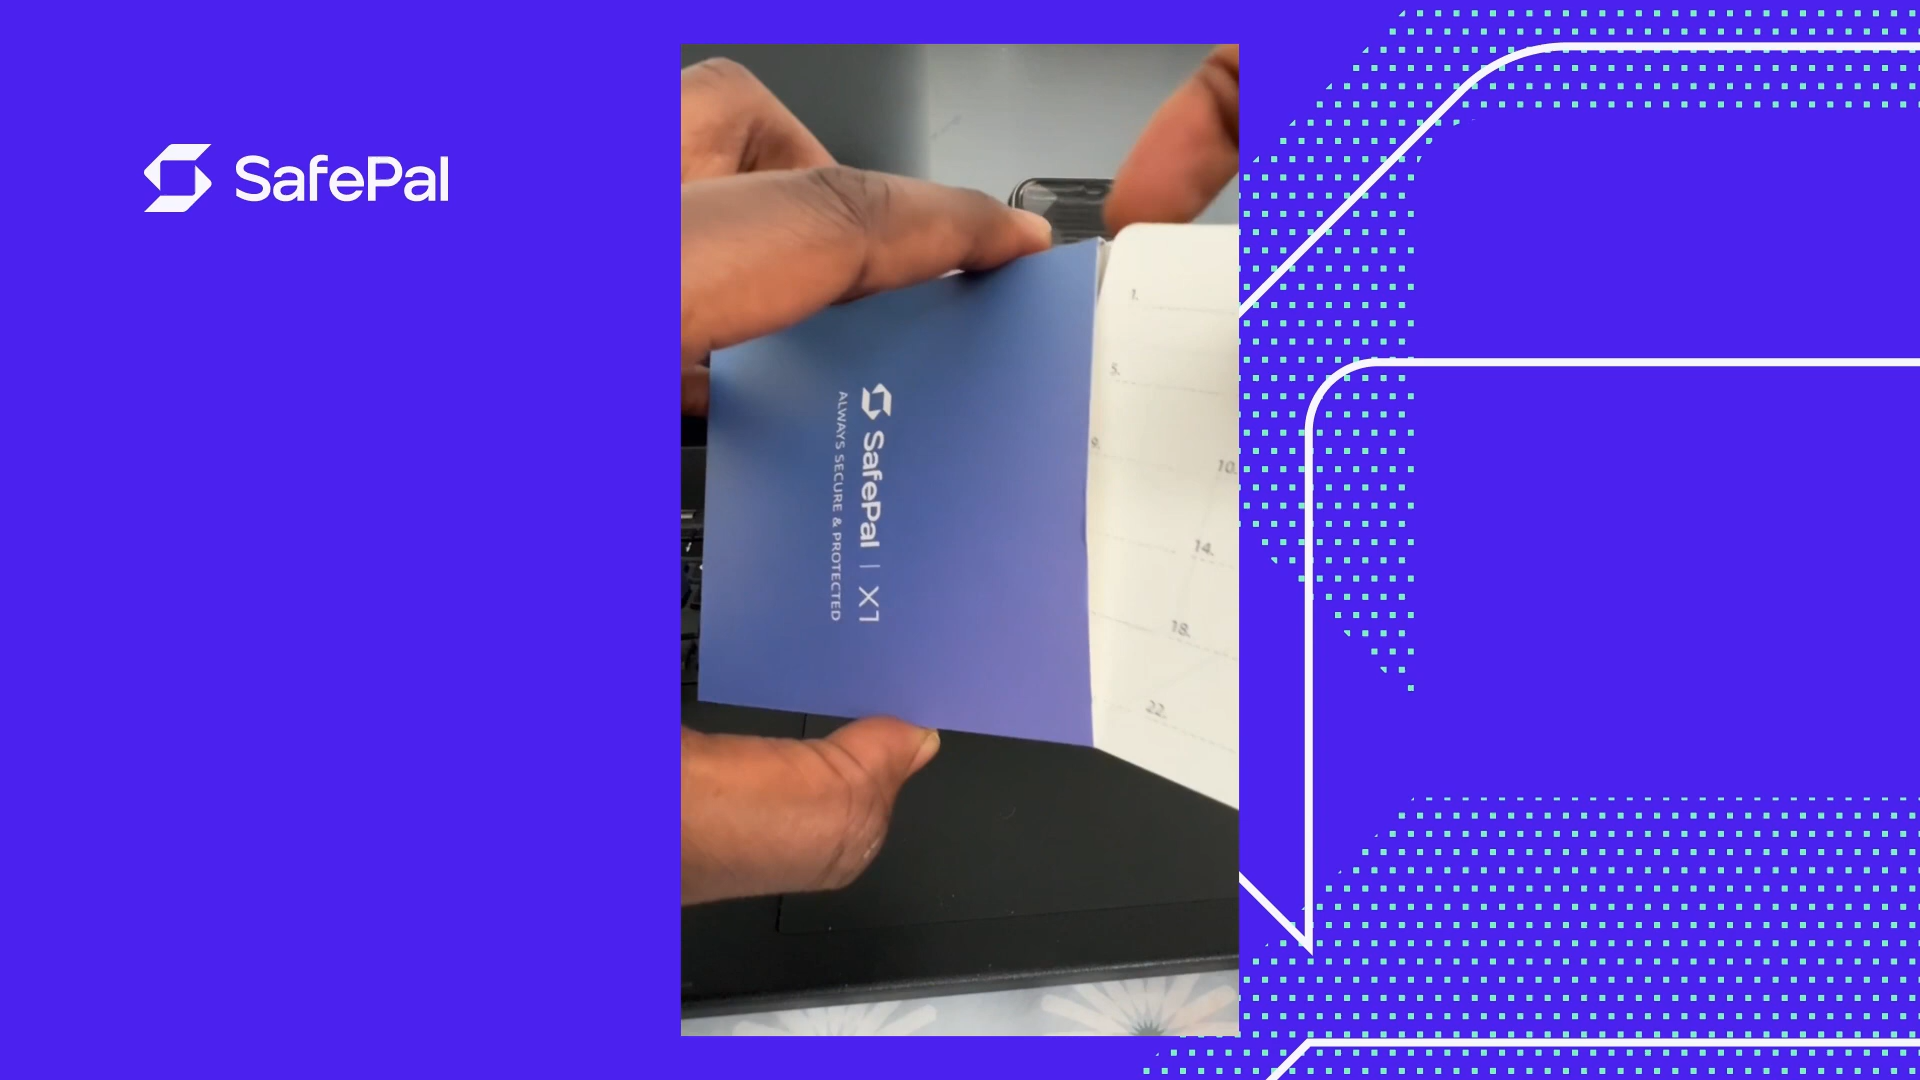 SafePal
SafePal | X1
ALWAYS SECURE & PROTECTED
1.
5.
9.
10.
14.
18.
22.